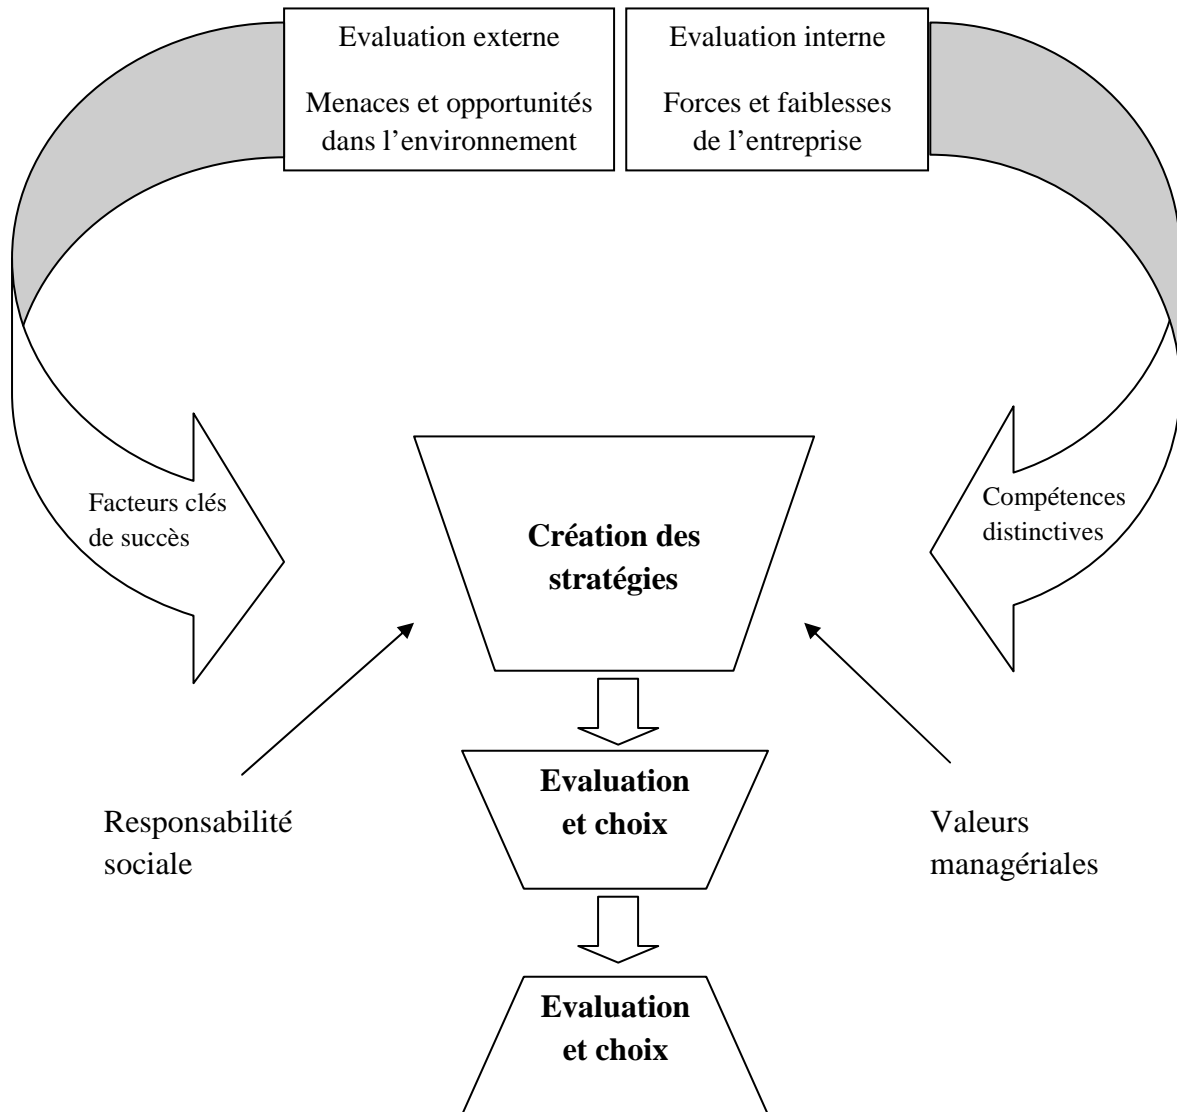 Evaluation externe
Menaces et opportunités
dans l’environnement
Evaluation interne
Forces et faiblesses
de l’entreprise
Facteurs clés
de succès
Compétences
distinctives
Création des
stratégies
Responsabilité
sociale
Evaluation
et choix
Valeurs
managériales
Evaluation
et choix